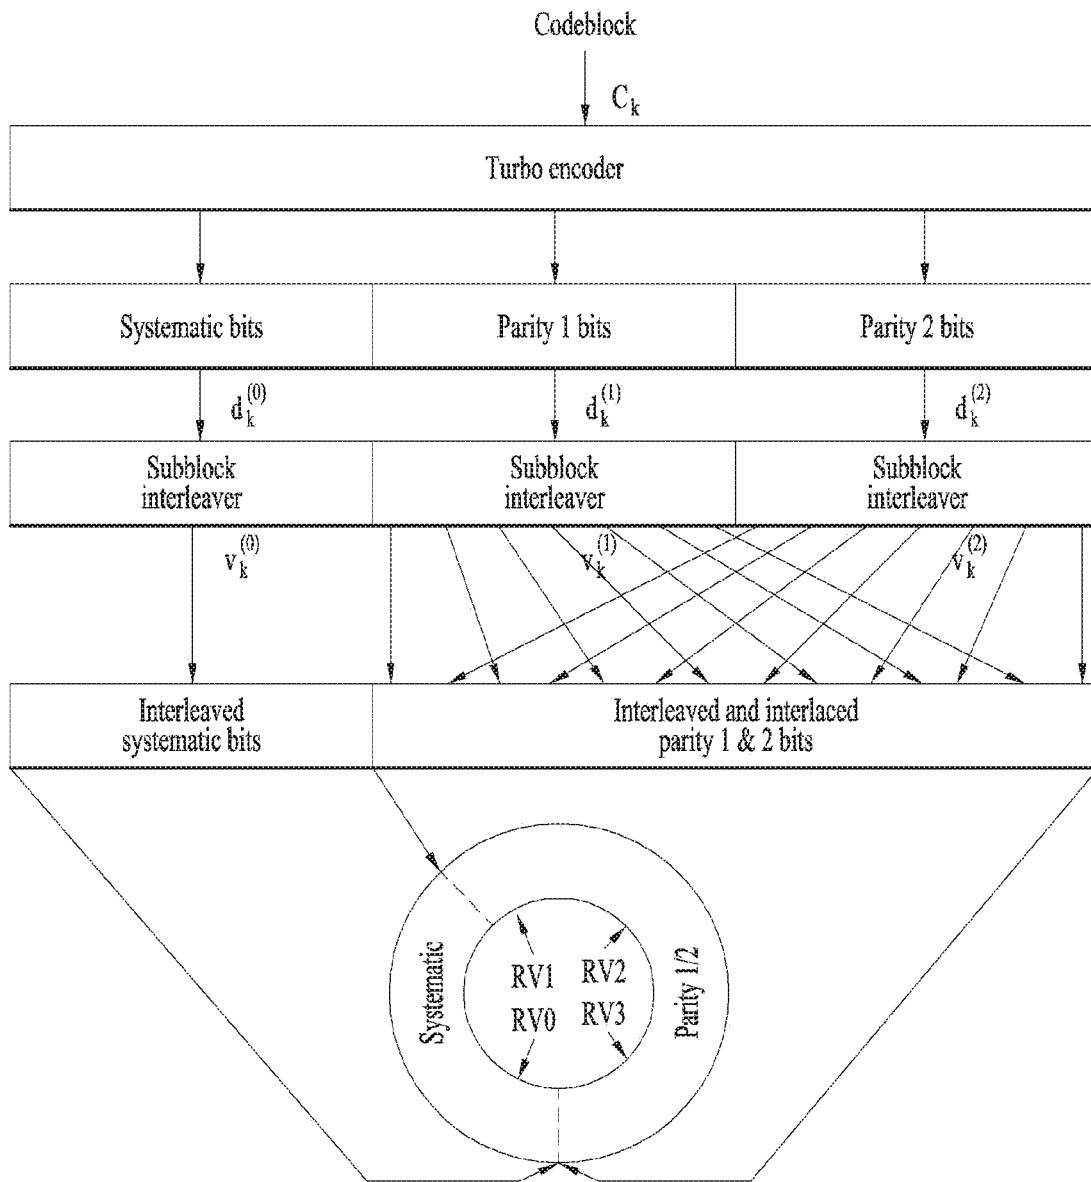 Codeblock
C_k
Turbo encoder
Systematic bits
Parity 1 bits
Parity 2 bits
d_k^(0)
d_k^(1)
d_k^(2)
Subblock
interleaver
Subblock
interleaver
Subblock
interleaver
v_k^(0)
v_k^(1)
v_k^(2)
Interleaved
systematic bits
Interleaved and interlaced
parity 1 & 2 bits
Systematic
RV1
RV2
RV0
RV3
Parity 1/2